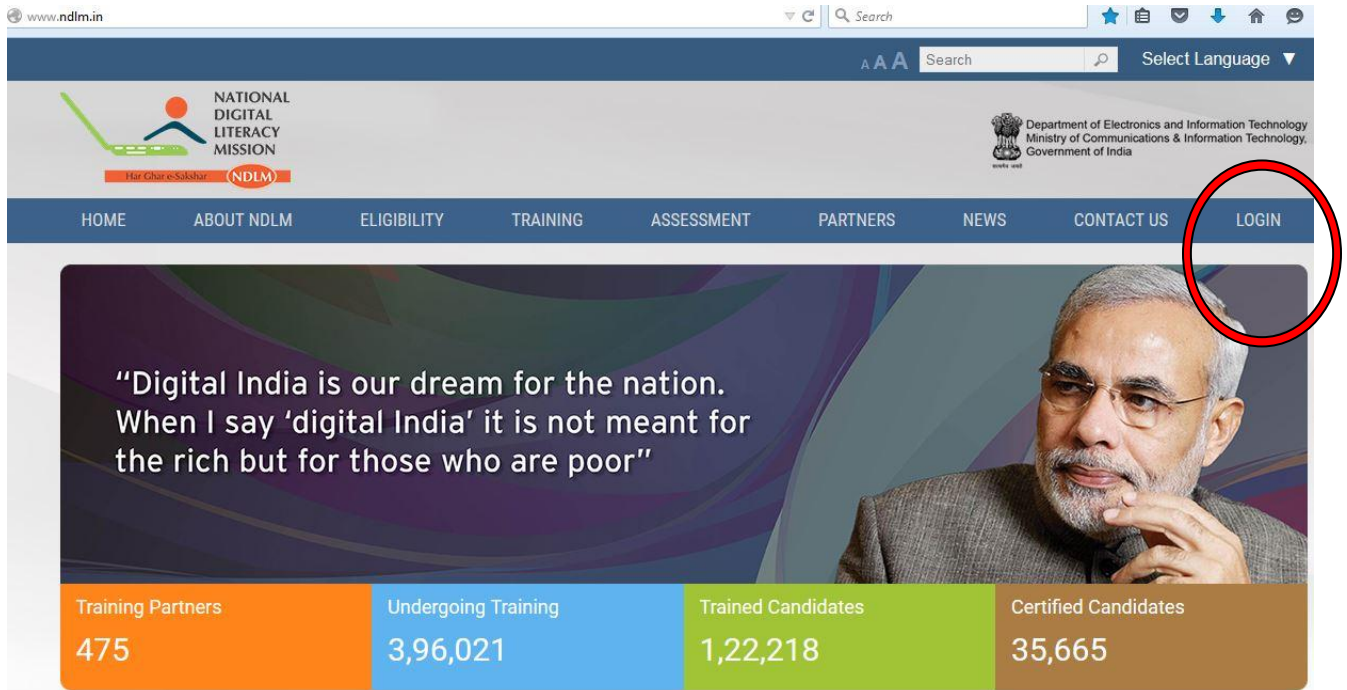 www.ndlm.in
Search
A A A
Search
Select Language ▼
NATIONAL
DIGITAL
LITERACY
MISSION
Har Ghar e-Sakshar
NDLM
Department of Electronics and Information Technology
Ministry of Communications & Information Technology,
Government of India
HOME ABOUT NDLM ELIGIBILITY TRAINING ASSESSMENT PARTNERS NEWS CONTACT US LOGIN
“Digital India is our dream for the nation.
When I say ‘digital India’ it is not meant for
the rich but for those who are poor”
Training Partners
475
Undergoing Training
3,96,021
Trained Candidates
1,22,218
Certified Candidates
35,665